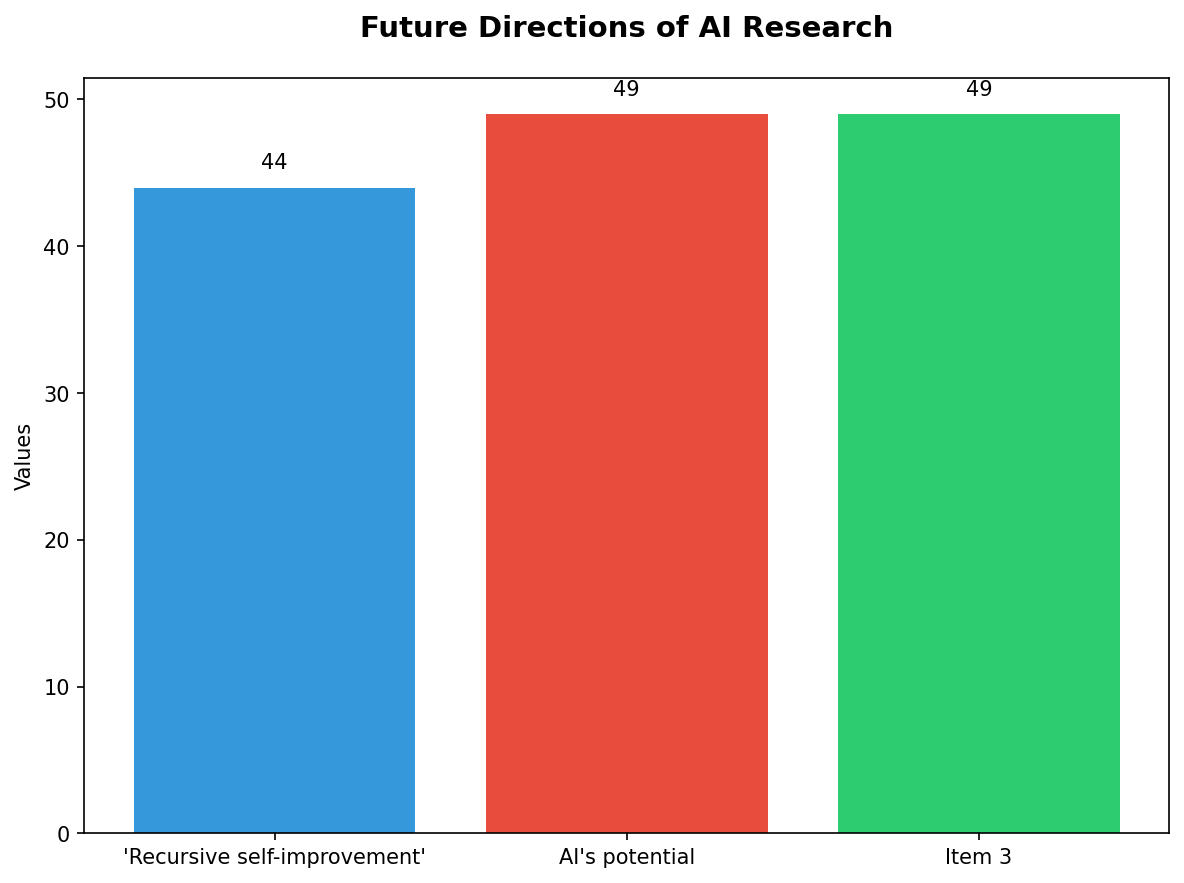 Future Directions of AI Research
50
40
30
20
10
0
Values
44
49
49
'Recursive self-improvement'
AI's potential
Item 3